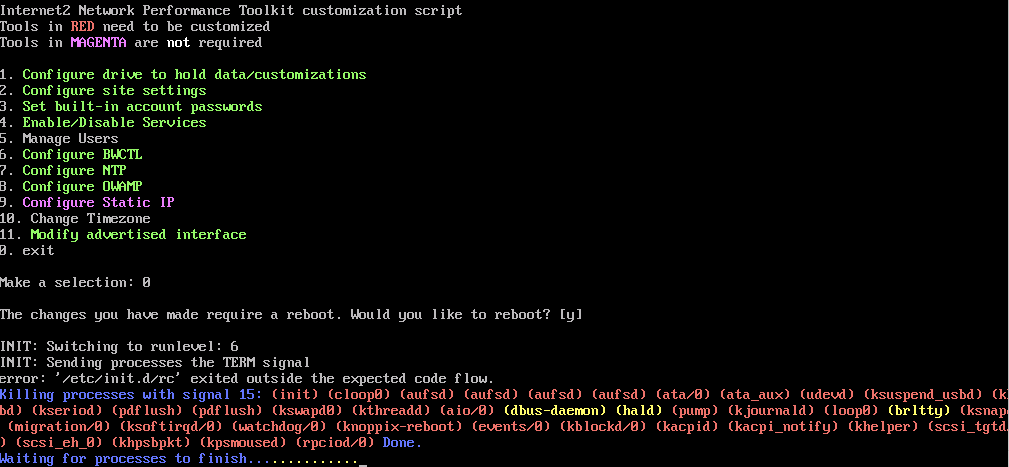 Internet2 Network Performance Toolkit customization script
Tools in RED need to be customized
Tools in MAGENTA are not required
1. Configure drive to hold data/customizations
2. Configure site settings
3. Set built-in account passwords
4. Enable/Disable Services
5. Manage Users
6. Configure BWCTL
7. Configure NTP
8. Configure OWAMP
9. Configure Static IP
10. Change Timezone
11. Modify advertised interface
0. exit
Make a selection: 0
The changes you have made require a reboot. Would you like to reboot? [y]
INIT: Switching to runlevel: 6
INIT: Sending processes the TERM signal
error: '/etc/init.d/rc' exited outside the expected code flow.
Killing processes with signal 15: (init) (cloop0) (aufsd) (aufsd) (aufsd) (aufsd) (ata/0) (ata_aux) (udevd) (ksuspend_usbd) (k
bd) (kseriod) (pdflush) (pdflush) (kswapd0) (kthreadd) (aio/0) (dbus-daemon) (hald) (pump) (kjournald) (loop0) (brltty) (ksnap
(migration/0) (ksoftirqd/0) (watchdog/0) (knoppix-reboot) (events/0) (kblockd/0) (kacpid) (kacpi_notify) (khelper) (scsi_tgtd
) (scsi_eh_0) (khpsbpkt) (kpsmoused) (rpciod/0) Done.
Waiting for processes to finish..............